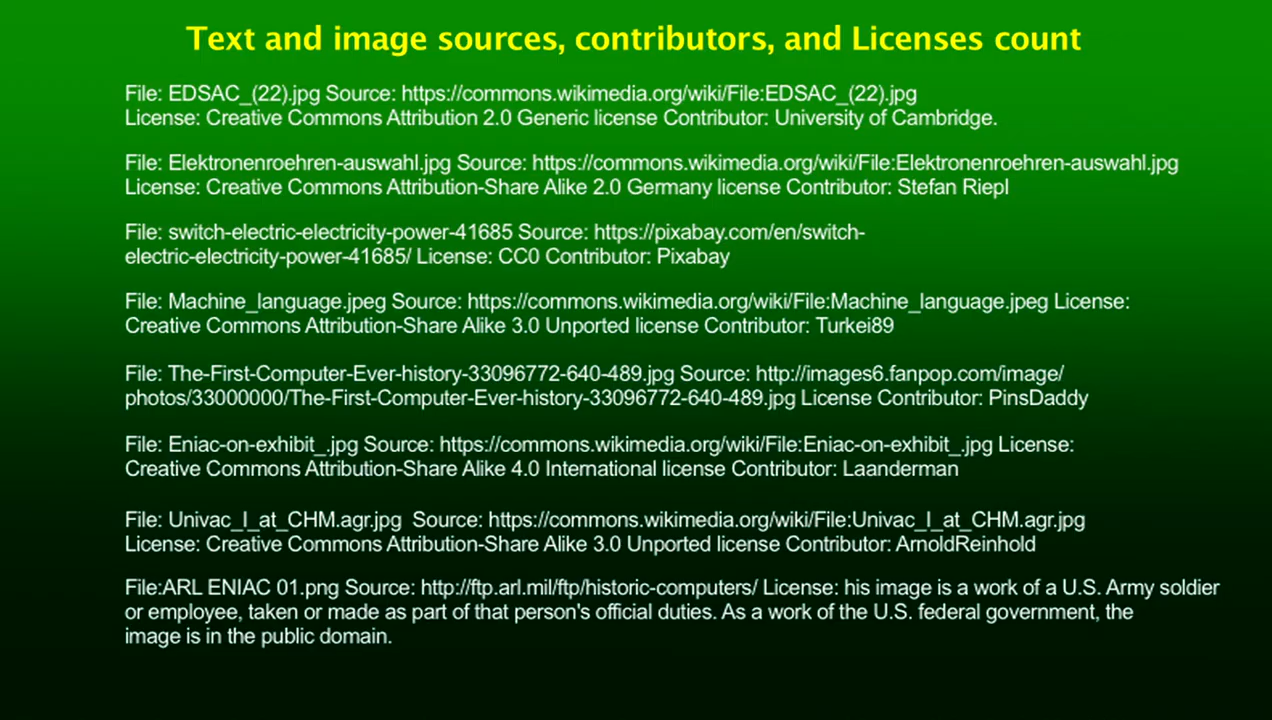 Text and image sources, contributors, and Licenses count
File: EDSAC_(22).jpg Source: https://commons.wikimedia.org/wiki/File:EDSAC_(22).jpg
License: Creative Commons Attribution 2.0 Generic license Contributor: University of Cambridge.
File: Elektronenroehren-auswahl.jpg Source: https://commons.wikimedia.org/wiki/File:Elektronenroehren-auswahl.jpg
License: Creative Commons Attribution-Share Alike 2.0 Germany license Contributor: Stefan Riepl
File: switch-electric-electricity-power-41685 Source: https://pixabay.com/en/switch-
electric-electricity-power-41685/ License: CC0 Contributor: Pixabay
File: Machine_language.jpeg Source: https://commons.wikimedia.org/wiki/File:Machine_language.jpeg License:
Creative Commons Attribution-Share Alike 3.0 Unported license Contributor: Turkei89
File: The-First-Computer-Ever-history-33096772-640-489.jpg Source: http://images6.fanpop.com/image/
photos/33000000/The-First-Computer-Ever-history-33096772-640-489.jpg License Contributor: PinsDaddy
File: Eniac-on-exhibit_.jpg Source: https://commons.wikimedia.org/wiki/File:Eniac-on-exhibit_.jpg License:
Creative Commons Attribution-Share Alike 4.0 International license Contributor: Laanderman
File: Univac_I_at_CHM.agr.jpg  Source: https://commons.wikimedia.org/wiki/File:Univac_I_at_CHM.agr.jpg
License: Creative Commons Attribution-Share Alike 3.0 Unported license Contributor: ArnoldReinhold
File:ARL ENIAC 01.png Source: http://ftp.arl.mil/ftp/historic-computers/ License: his image is a work of a U.S. Army soldier
or employee, taken or made as part of that person's official duties. As a work of the U.S. federal government, the
image is in the public domain.